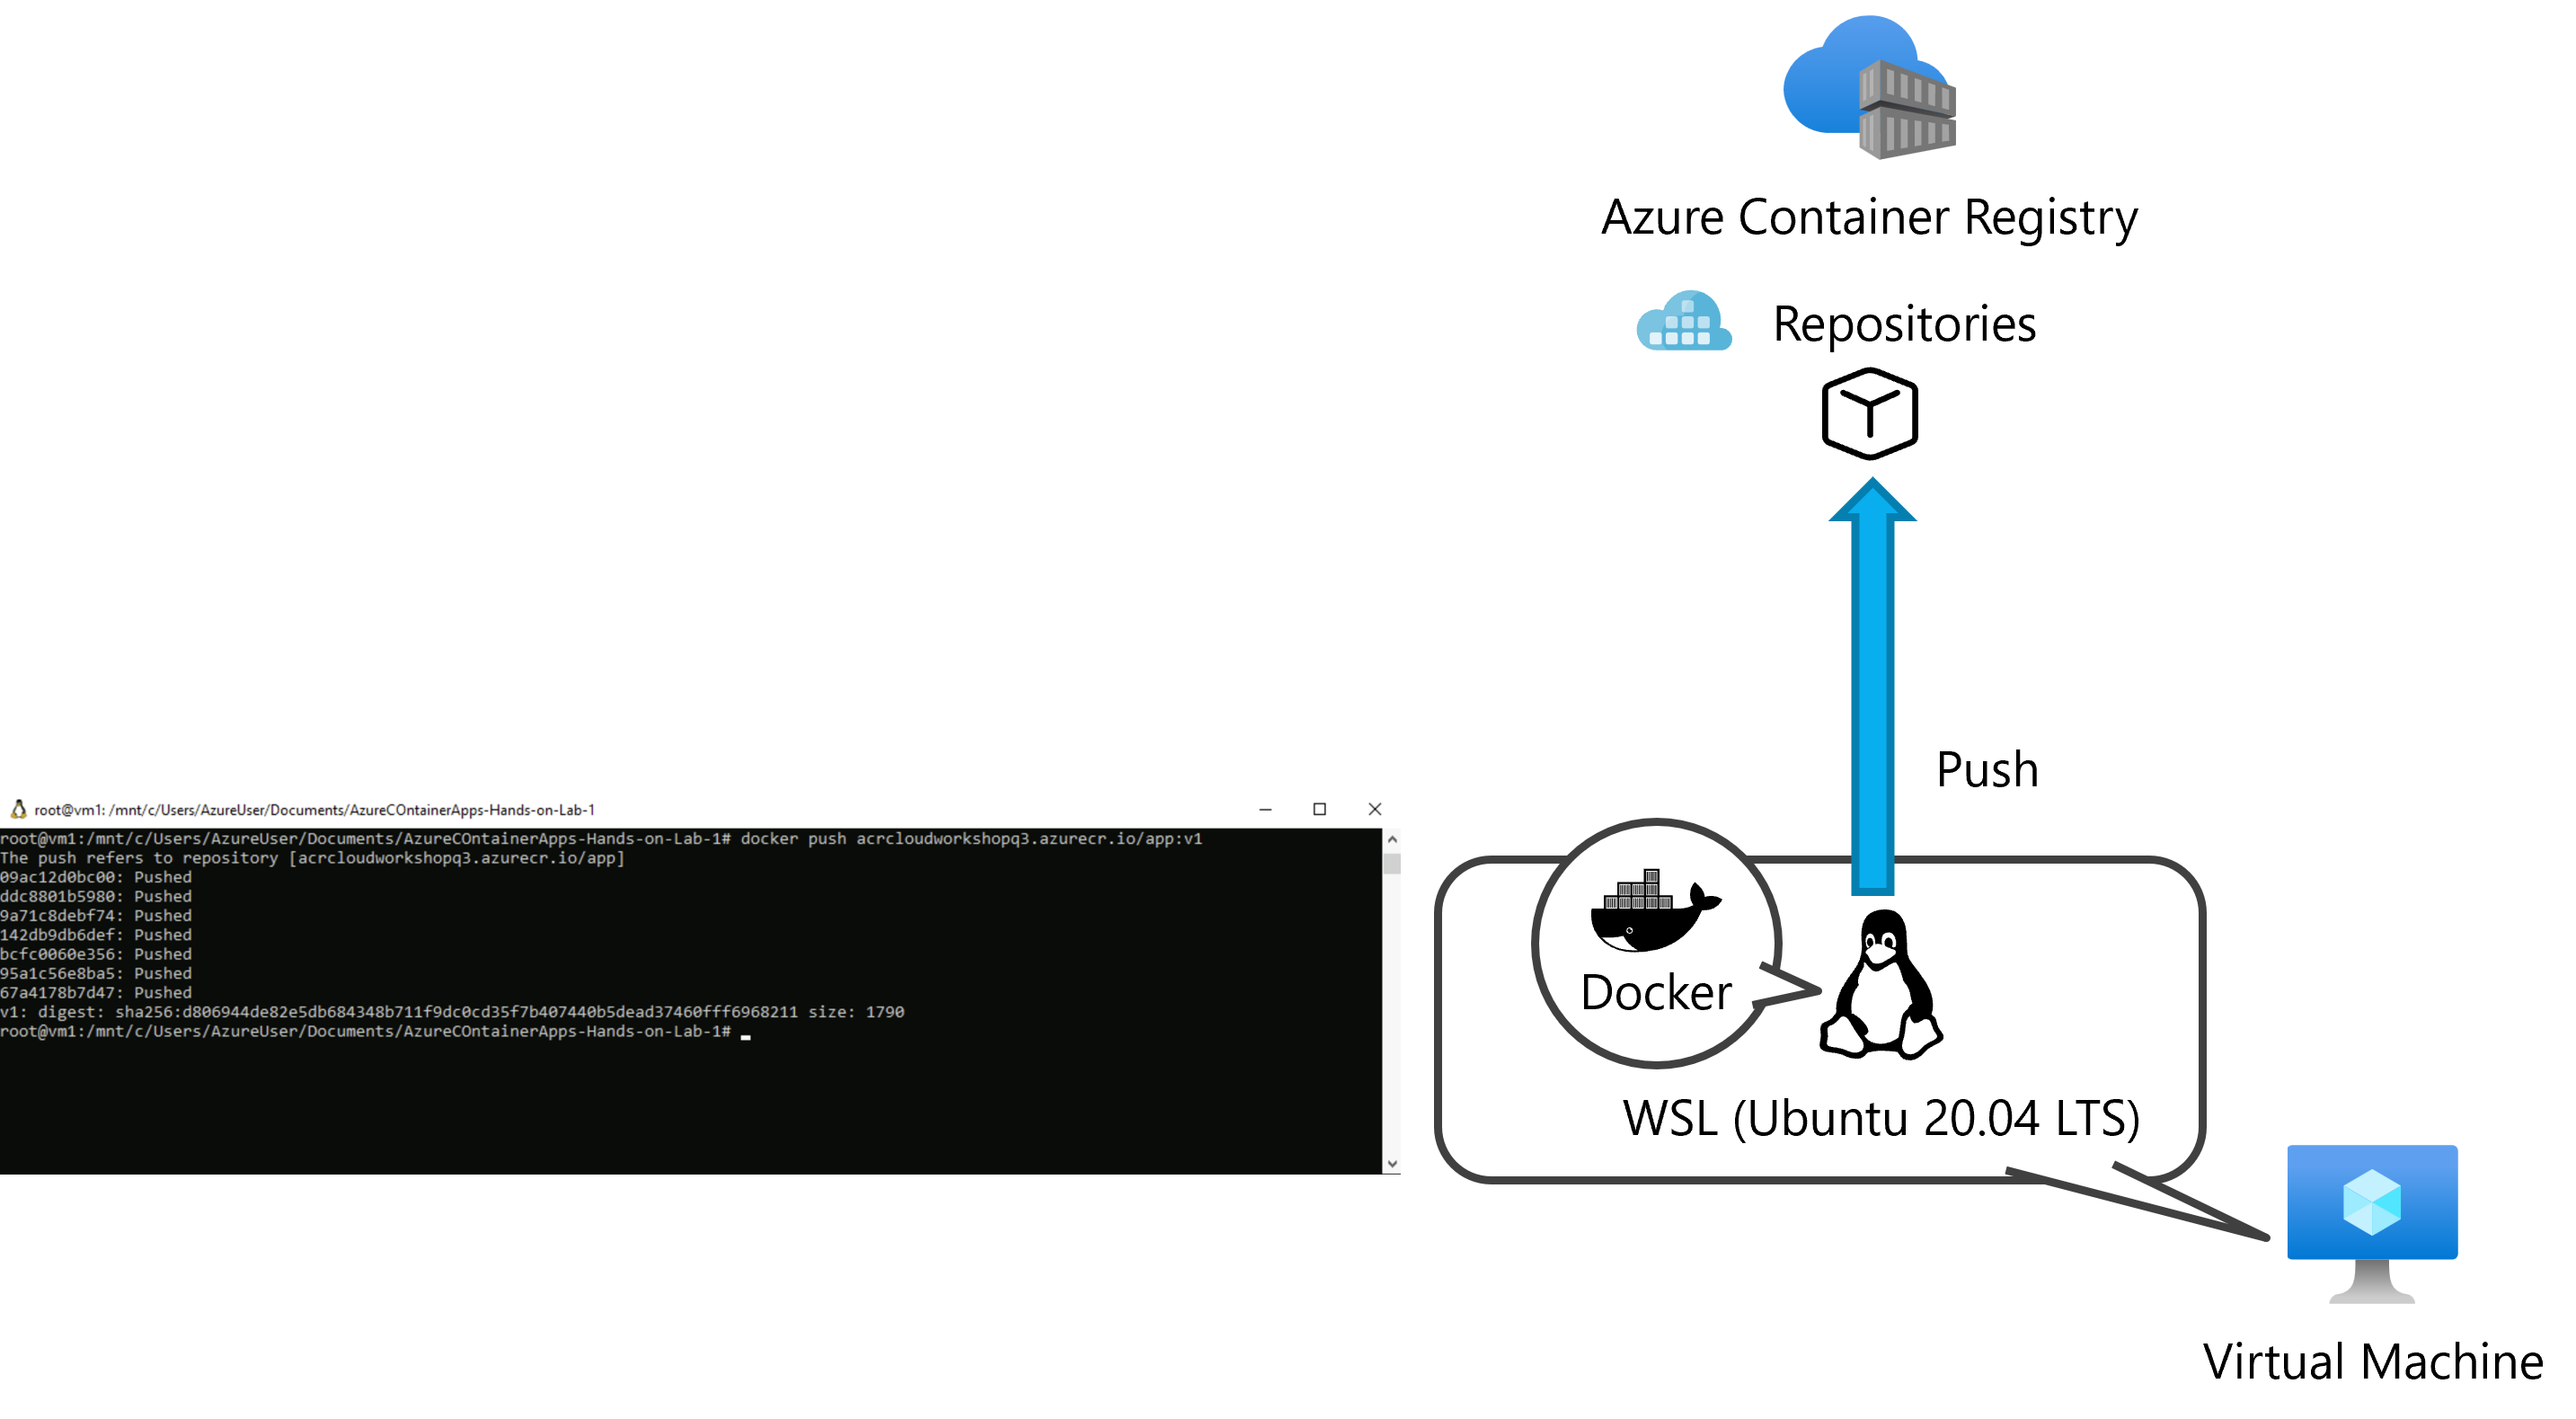 Azure Container Registry
Repositories
Push
root@vm1: /mnt/c/Users/AzureUser/Documents/AzureCOntainerApps-Hands-on-Lab-1
root@vm1:/mnt/c/Users/AzureUser/Documents/AzureCOntainerApps-Hands-on-Lab-1# docker push acrcloudworkshopq3.azurecr.io/app:v1
The push refers to repository [acrcloudworkshopq3.azurecr.io/app]
09ac12d0bc00: Pushed
ddc8801b5980: Pushed
9a71c8debf74: Pushed
142db9db6def: Pushed
bcfc0060e356: Pushed
95a1c56e8ba5: Pushed
67a4178b7d47: Pushed
v1: digest: sha256:d806944de82e5db684348b711f9dc0cd35f7b407440b5dead37460fff6968211 size: 1790
root@vm1:/mnt/c/Users/AzureUser/Documents/AzureCOntainerApps-Hands-on-Lab-1#
Docker
WSL (Ubuntu 20.04 LTS)
Virtual Machine